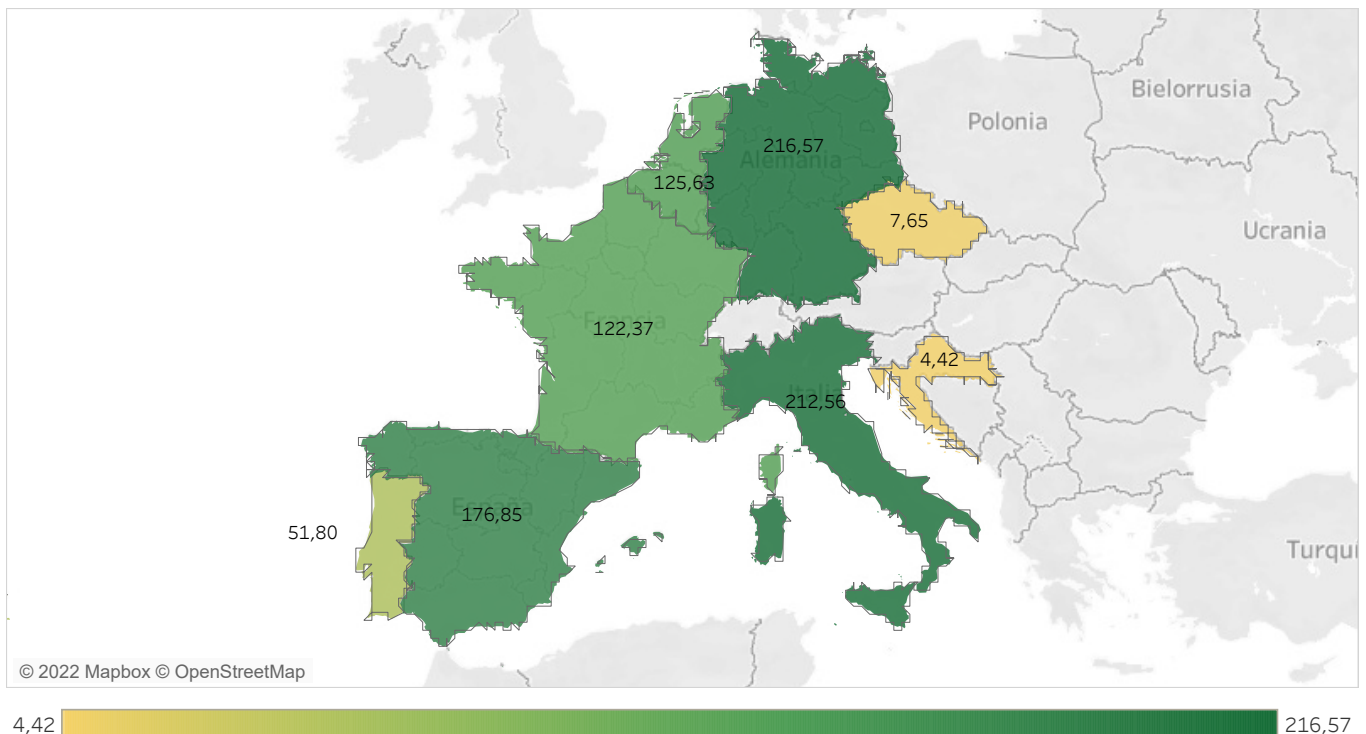 Bielorrusia
Polonia
216,57
Alemania
125,63
7,65
Ucrania
Francia
122,37
4,42
Italia
212,56
España
176,85
51,80
Turqu
© 2022 Mapbox © OpenStreetMap
4,42
216,57